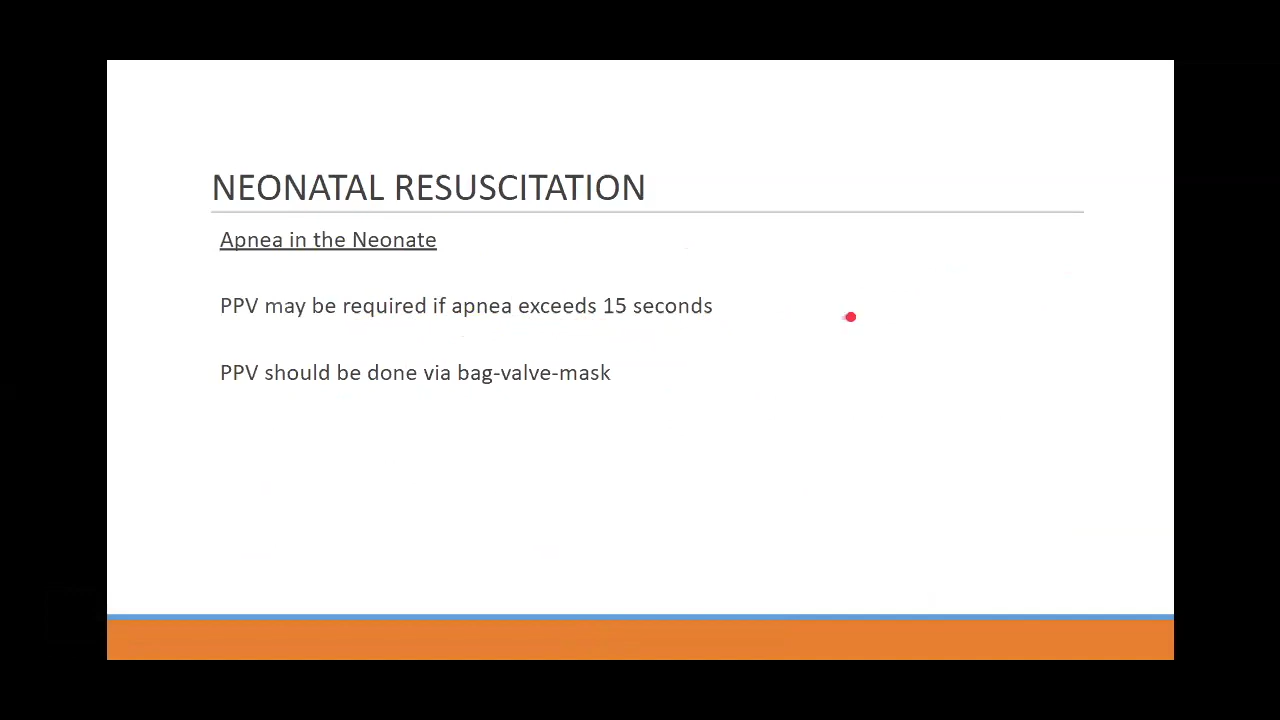 NEONATAL RESUSCITATION
Apnea in the Neonate
PPV may be required if apnea exceeds 15 seconds
PPV should be done via bag-valve-mask